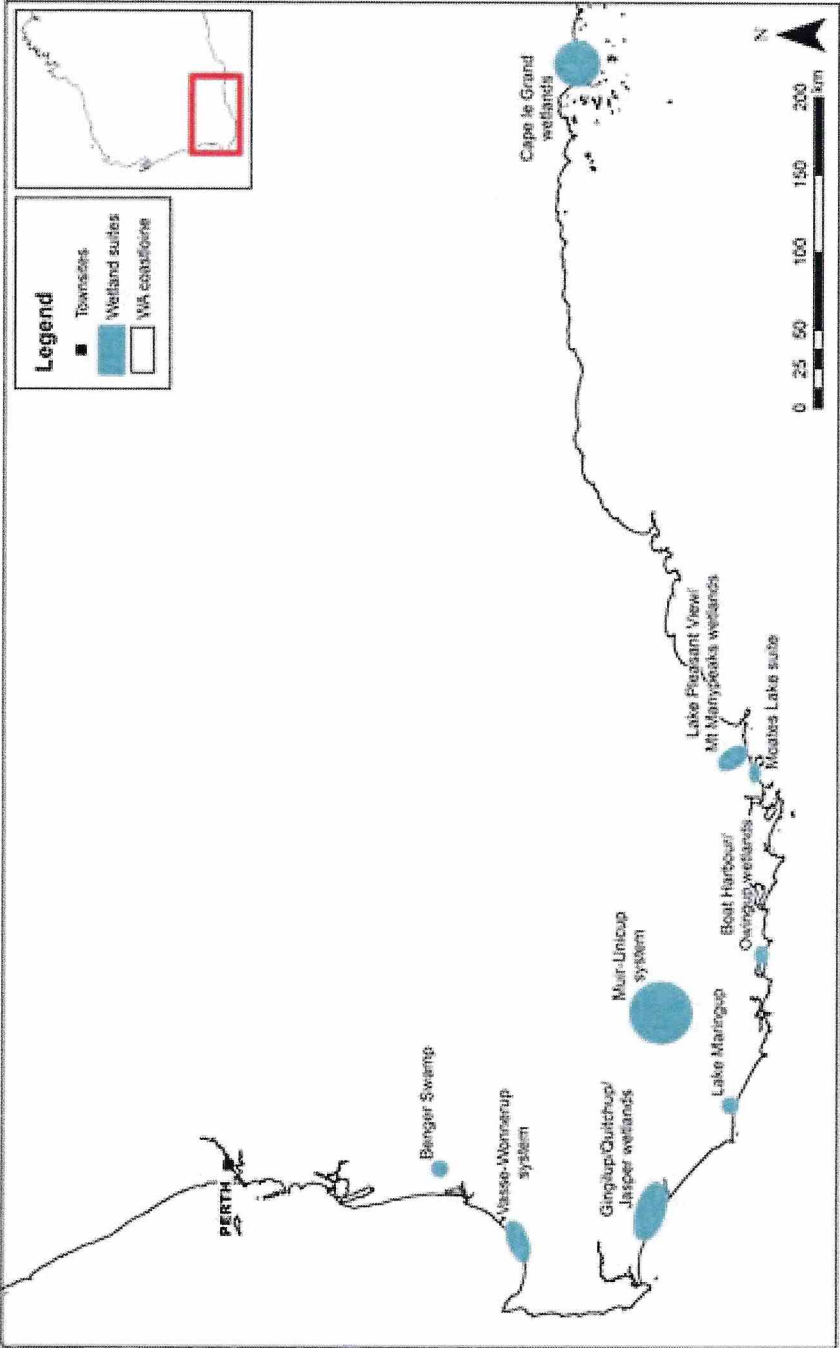 Legend
Townsites
Wetland suites
WA coastloine
PERTH
Benger Swamp
Vasse-Wonnerup
system
Gingilup/Quitchup/
Jasper wetlands
Muir-Unicup
system
Lake Maringup
Boat Harbour/
Owingup wetlands
Lake Pleasant View/
Mt Manypeaks wetlands
Moates Lake suite
Cape le Grand
wetlands
N
0 25 50 100 150 200
km